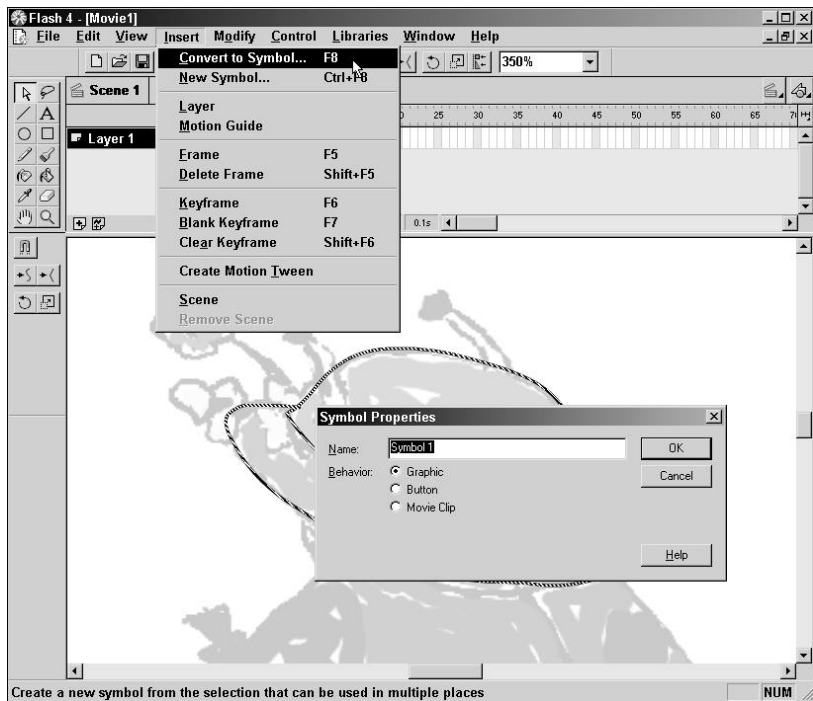 Flash 4 - [Movie1]
File Edit View Insert Modify Control Libraries Window Help
350%
Convert to Symbol... F8
New Symbol... Ctrl+F8
Layer
Motion Guide
Frame F5
Delete Frame Shift+F5
Keyframe F6
Blank Keyframe F7
Clear Keyframe Shift+F6
Create Motion Tween
Scene
Remove Scene
Scene 1
25 30 35 40 45 50 55 60 65
Layer 1
0.1s
A
Symbol Properties
Name: Symbol 1
Behavior: Graphic
Button
Movie Clip
OK
Cancel
Help
Create a new symbol from the selection that can be used in multiple places
NUM